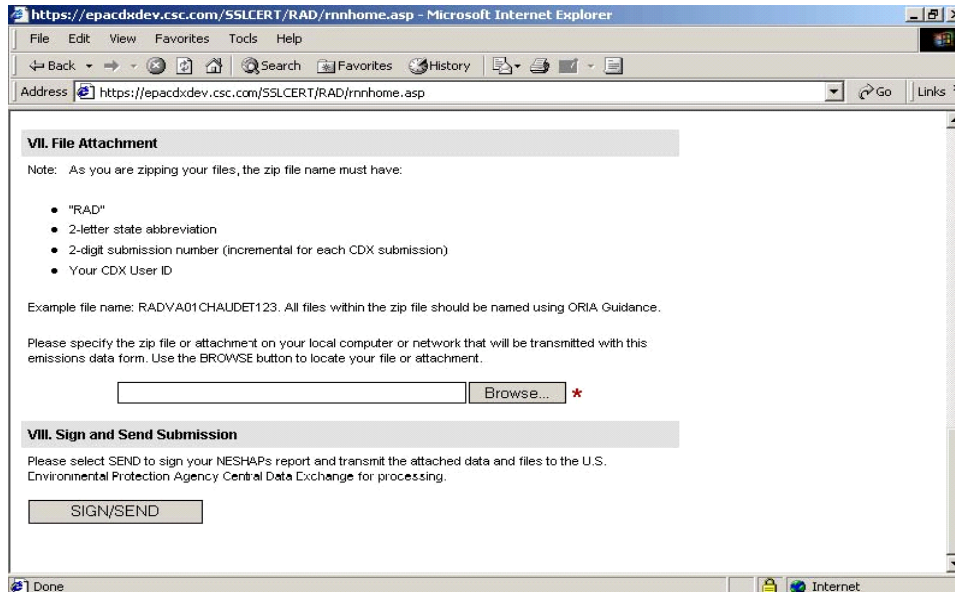 https://epacdxdev.csc.com/SSLCERT/RAD/rnnhome.asp - Microsoft Internet Explorer
File Edit View Favorites Tools Help
Back Search Favorites History
Address https://epacdxdev.csc.com/SSLCERT/RAD/rnnhome.asp Go Links
VII. File Attachment
Note: As you are zipping your files, the zip file name must have:
● "RAD"
● 2-letter state abbreviation
● 2-digit submission number (incremental for each CDX submission)
● Your CDX User ID
Example file name: RADVA01CHAUDET123. All files within the zip file should be named using ORIA Guidance.
Please specify the zip file or attachment on your local computer or network that will be transmitted with this
emissions data form. Use the BROWSE button to locate your file or attachment.
Browse... *
VIII. Sign and Send Submission
Please select SEND to sign your NESHAPs report and transmit the attached data and files to the U.S.
Environmental Protection Agency Central Data Exchange for processing.
SIGN/SEND
Done Internet